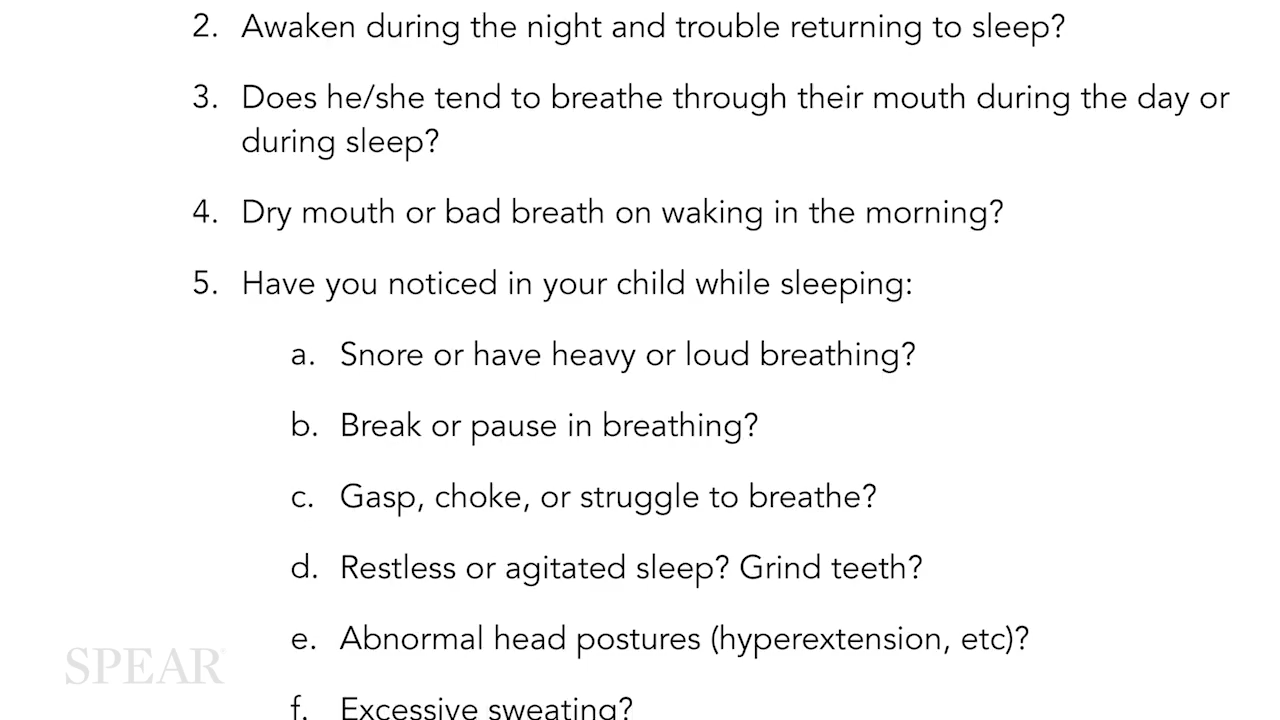 2. Awaken during the night and trouble returning to sleep?
3. Does he/she tend to breathe through their mouth during the day or
during sleep?
4. Dry mouth or bad breath on waking in the morning?
5. Have you noticed in your child while sleeping:
a. Snore or have heavy or loud breathing?
b. Break or pause in breathing?
c. Gasp, choke, or struggle to breathe?
d. Restless or agitated sleep? Grind teeth?
e. Abnormal head postures (hyperextension, etc)?
SPEAR
f. Excessive sweating?